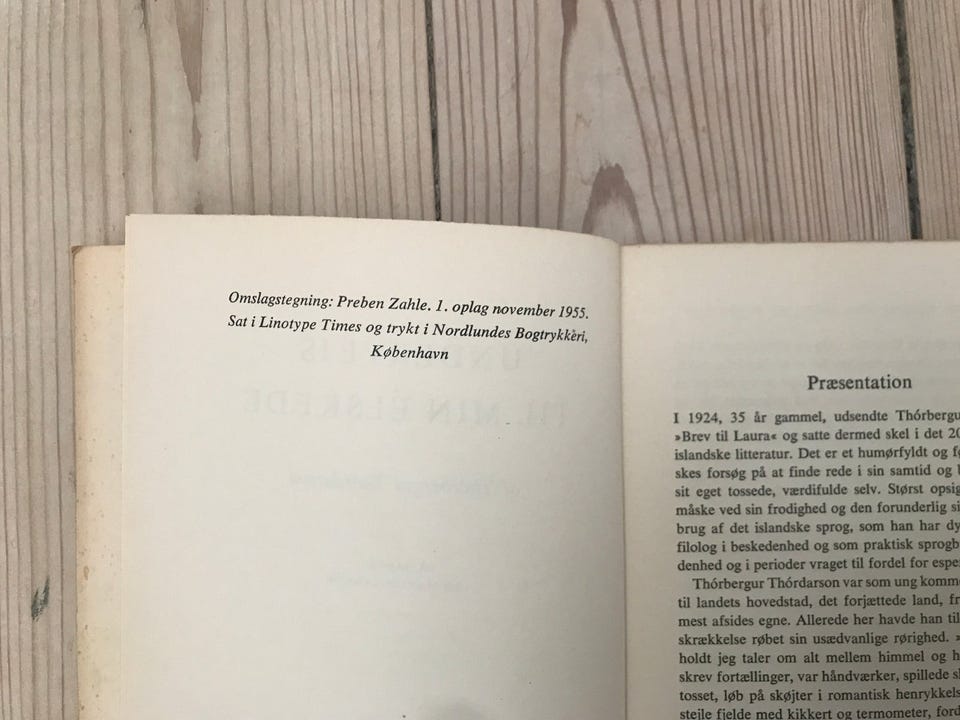 Omslagstegning: Preben Zahle. 1. oplag november 1955.
Sat i Linotype Times og trykt i Nordlundes Bogtrykkeri,
København
Præsentation
I 1924, 35 år gammel, udsendte Thórbergur
»Brev til Laura« og satte dermed skel i det 20
islandske litteratur. Det er et humørfyldt og
skes forsøg på at finde rede i sin samtid og
sit eget tossede, værdifulde selv. Størst
måske ved sin frodighed og den forunderlig
brug af det islandske sprog, som han har
filolog i beskedenhed og som praktisk
denhed og i perioder vraget til fordel for
Thórbergur Thórdarson var som ung
til landets hovedstad, det forjættede land,
mest afsides egne. Allerede her havde han
skrækkelse røbet sin usædvanlige rørighed.
holdt jeg taler om alt mellem himmel og
skrev fortællinger, var håndværker, spillede
tosset, løb på skøjter i romantisk
stejle fjelde med kikkert og termometer,